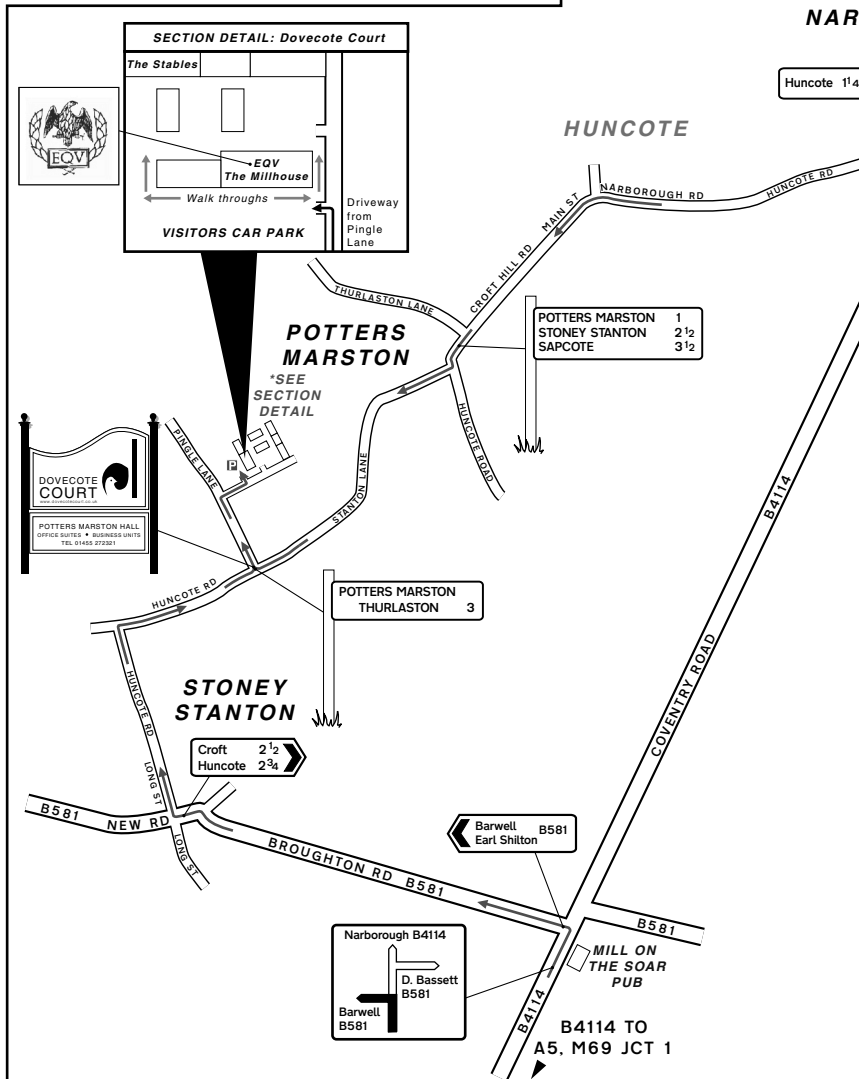 NAR
SECTION DETAIL: Dovecote Court
The Stables
EQV
EQV
The Millhouse
Walk throughs
VISITORS CAR PARK
Driveway
from
Pingle
Lane
Huncote 1¼
HUNCOTE
NARBOROUGH RD
HUNCOTE RD
MAIN ST
CROFT HILL RD
THURLASTON LANE
POTTERS MARSTON 1
STONEY STANTON 2½
SAPCOTE 3½
POTTERS
MARSTON
*SEE
SECTION
DETAIL
HUNCOTE ROAD
PINGLE LANE
P
STANTON LANE
DOVECOTE
COURT
www.dovecotecourt.co.uk
POTTERS MARSTON HALL
OFFICE SUITES • BUSINESS UNITS
TEL 01455 272321
B4114
HUNCOTE RD
POTTERS MARSTON
THURLASTON 3
COVENTRY ROAD
HUNCOTE RD
STONEY
STANTON
Croft 2½
Huncote 2¾
LONG ST
B581
NEW RD
LONG ST
BROUGHTON RD B581
Barwell B581
Earl Shilton
B581
Narborough B4114
D. Bassett
B581
Barwell
B581
MILL ON
THE SOAR
PUB
B4114
B4114 TO
A5, M69 JCT 1